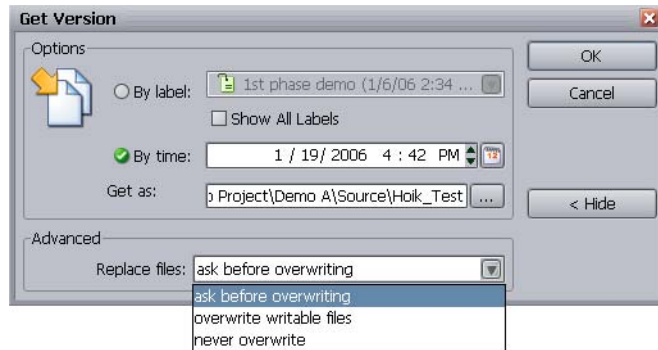 Get Version
Options
OK
By label: 1st phase demo (1/6/06 2:34 ...
Cancel
Show All Labels
By time: 1 / 19/ 2006 4 : 42 PM 12
Get as: Project\Demo A\Source\Hoik_Test ...
< Hide
Advanced
Replace files: ask before overwriting
ask before overwriting
overwrite writable files
never overwrite